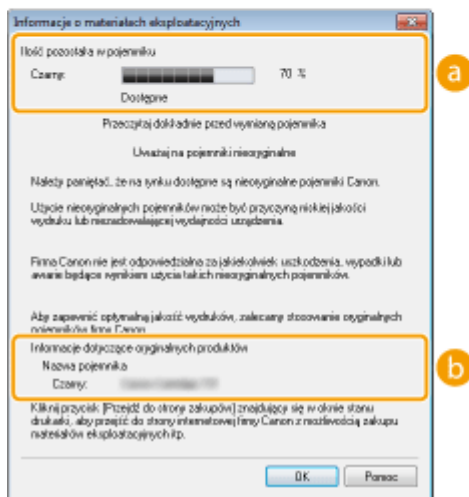 Informacje o materiałach eksploatacyjnych
Ilość pozostała w pojemniku
Czarny: 70 %
Dostępne
a
Przeczytaj dokładnie przed wymianą pojemnika
Uważaj na pojemniki nieoryginalne
Należy pamiętać, że na rynku dostępne są nieoryginalne pojemniki Canon.
Użycie nieoryginalnych pojemników może być przyczyną niskiej jakości
wydruku lub niezadowalającej wydajności urządzenia.
Firma Canon nie jest odpowiedzialna za jakiekolwiek uszkodzenia, wypadki lub
awarie będące wynikiem użycia takich nieoryginalnych pojemników.
Aby zapewnić optymalną jakość wydruków, zalecamy stosowanie oryginalnych
pojemników firmy Canon.
Informacje dotyczące oryginalnych produktów
Nazwa pojemnika
Czarny:
b
Kliknij przycisk [Przejdź do strony zakupów] znajdujący się w oknie stanu
drukarki, aby przejść do strony internetowej firmy Canon z możliwością zakupu
materiałów eksploatacyjnych itp.
OK Pomoc